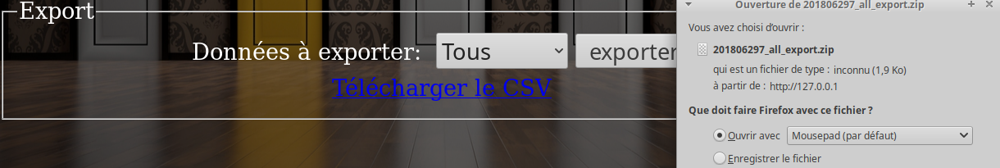 Export
Données à exporter: Tous exporter
Télécharger le CSV
Ouverture de 201806297_all_export.zip
Vous avez choisi d'ouvrir :
201806297_all_export.zip
qui est un fichier de type : inconnu (1,9 Ko)
à partir de : http://127.0.0.1
Que doit faire Firefox avec ce fichier ?
Ouvrir avec Mousepad (par défaut)
Enregistrer le fichier